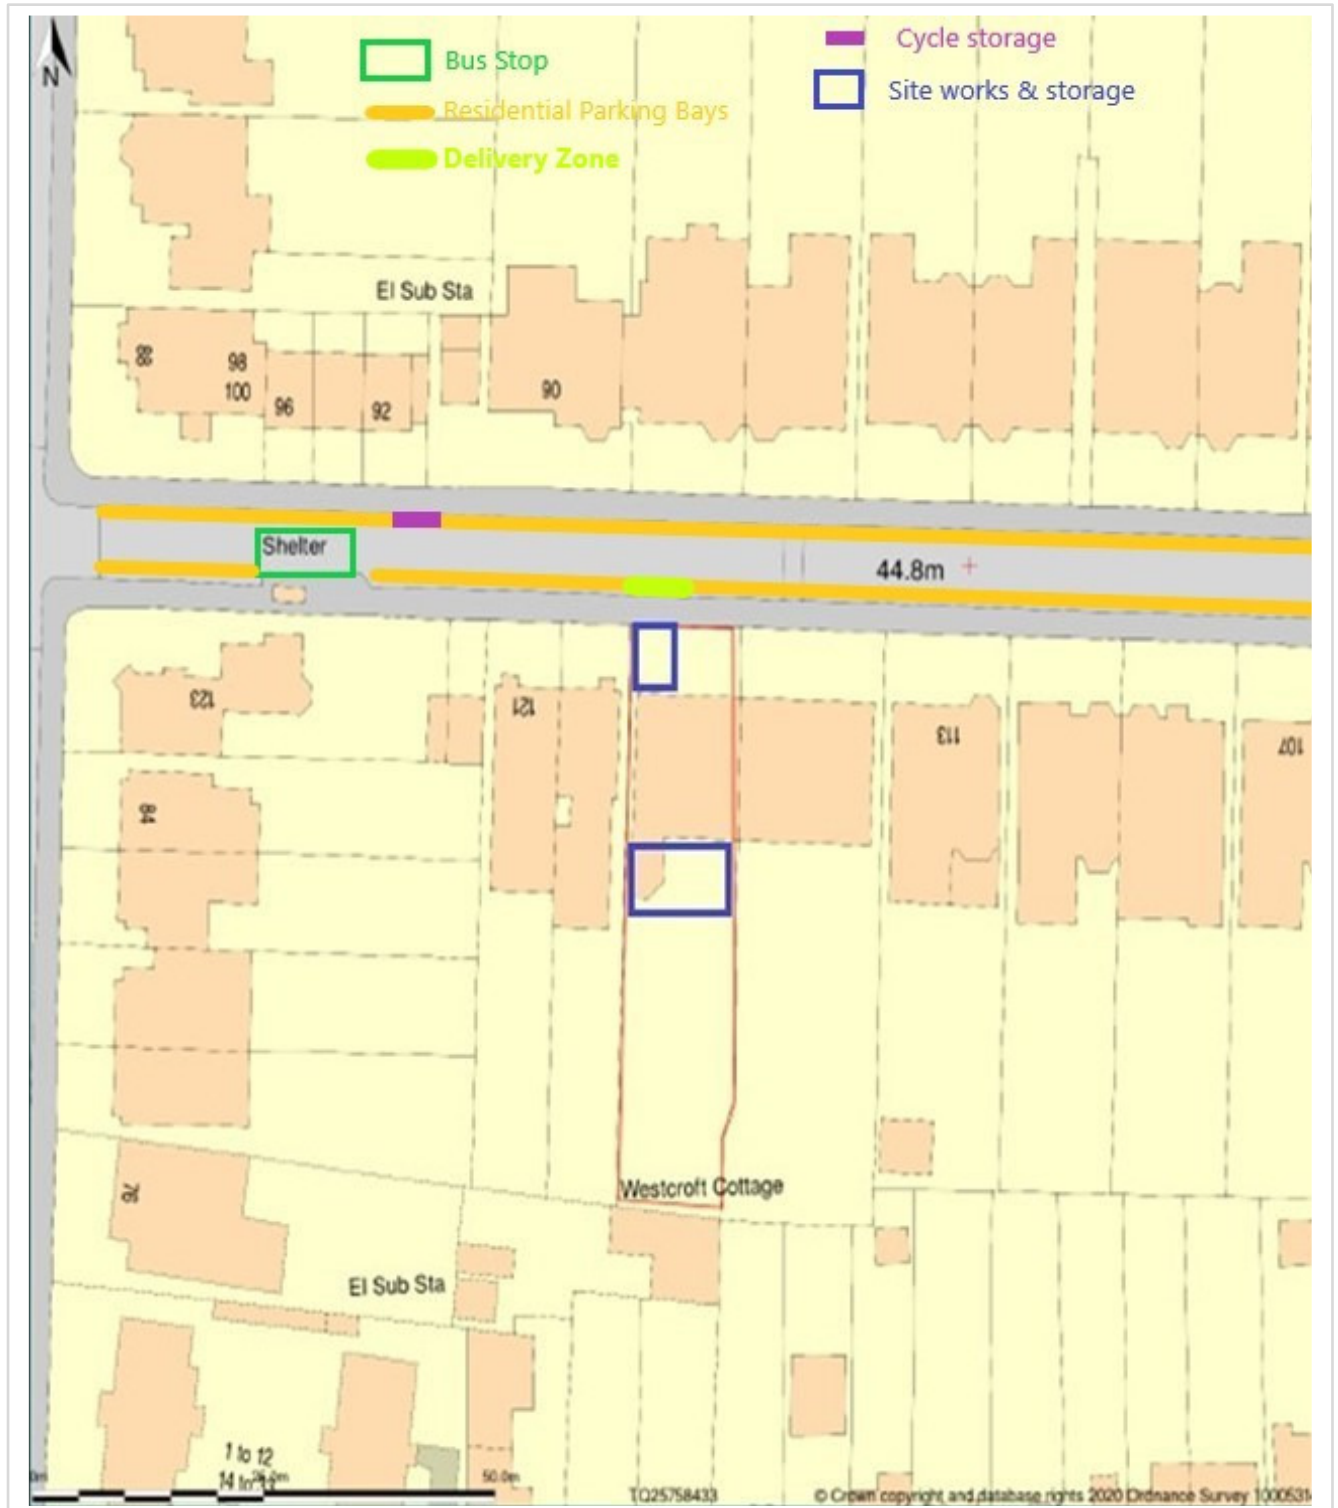 N
Bus Stop
Residential Parking Bays
Delivery Zone
Cycle storage
Site works & storage
El Sub Sta
88
98
100
96
92
90
Shelter
44.8m
123
121
113
107
84
Westcroft Cottage
76
El Sub Sta
1 to 12
50.0m
TQ25758433
© Crown copyright and database rights 2020 Ordnance Survey 1000531